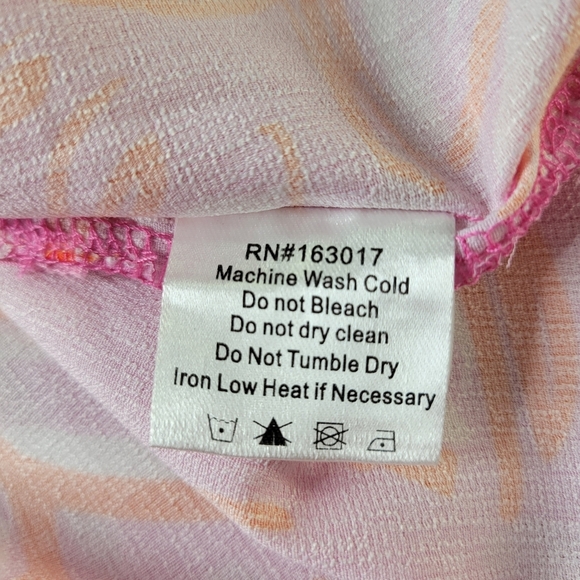 RN#163017
Machine Wash Cold
Do not Bleach
Do not dry clean
Do Not Tumble Dry
Iron Low Heat if Necessary